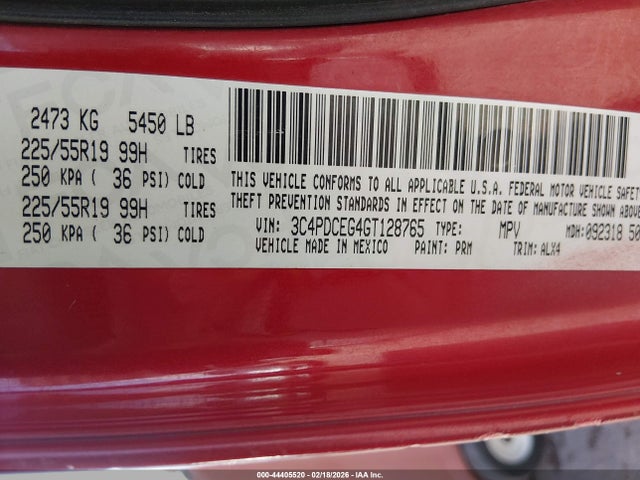 2473 KG 5450 LB
225/55R19 99H TIRES
250 KPA ( 36 PSI) COLD
225/55R19 99H TIRES
250 KPA ( 36 PSI) COLD
THIS VEHICLE CONFORMS TO ALL APPLICABLE U.S.A. FEDERAL MOTOR VEHICLE SAFET
THEFT PREVENTION STANDARDS IN EFFECT ON THE DATE OF MANUFACTURE SHOWN ABOVE
VIN: 3C4PDCEG4GT128765 TYPE: MPV MDH:092318 50
VEHICLE MADE IN MEXICO PAINT: PRM TRIM: ALX4
000-44405520 - 02/18/2026 - IAA Inc.